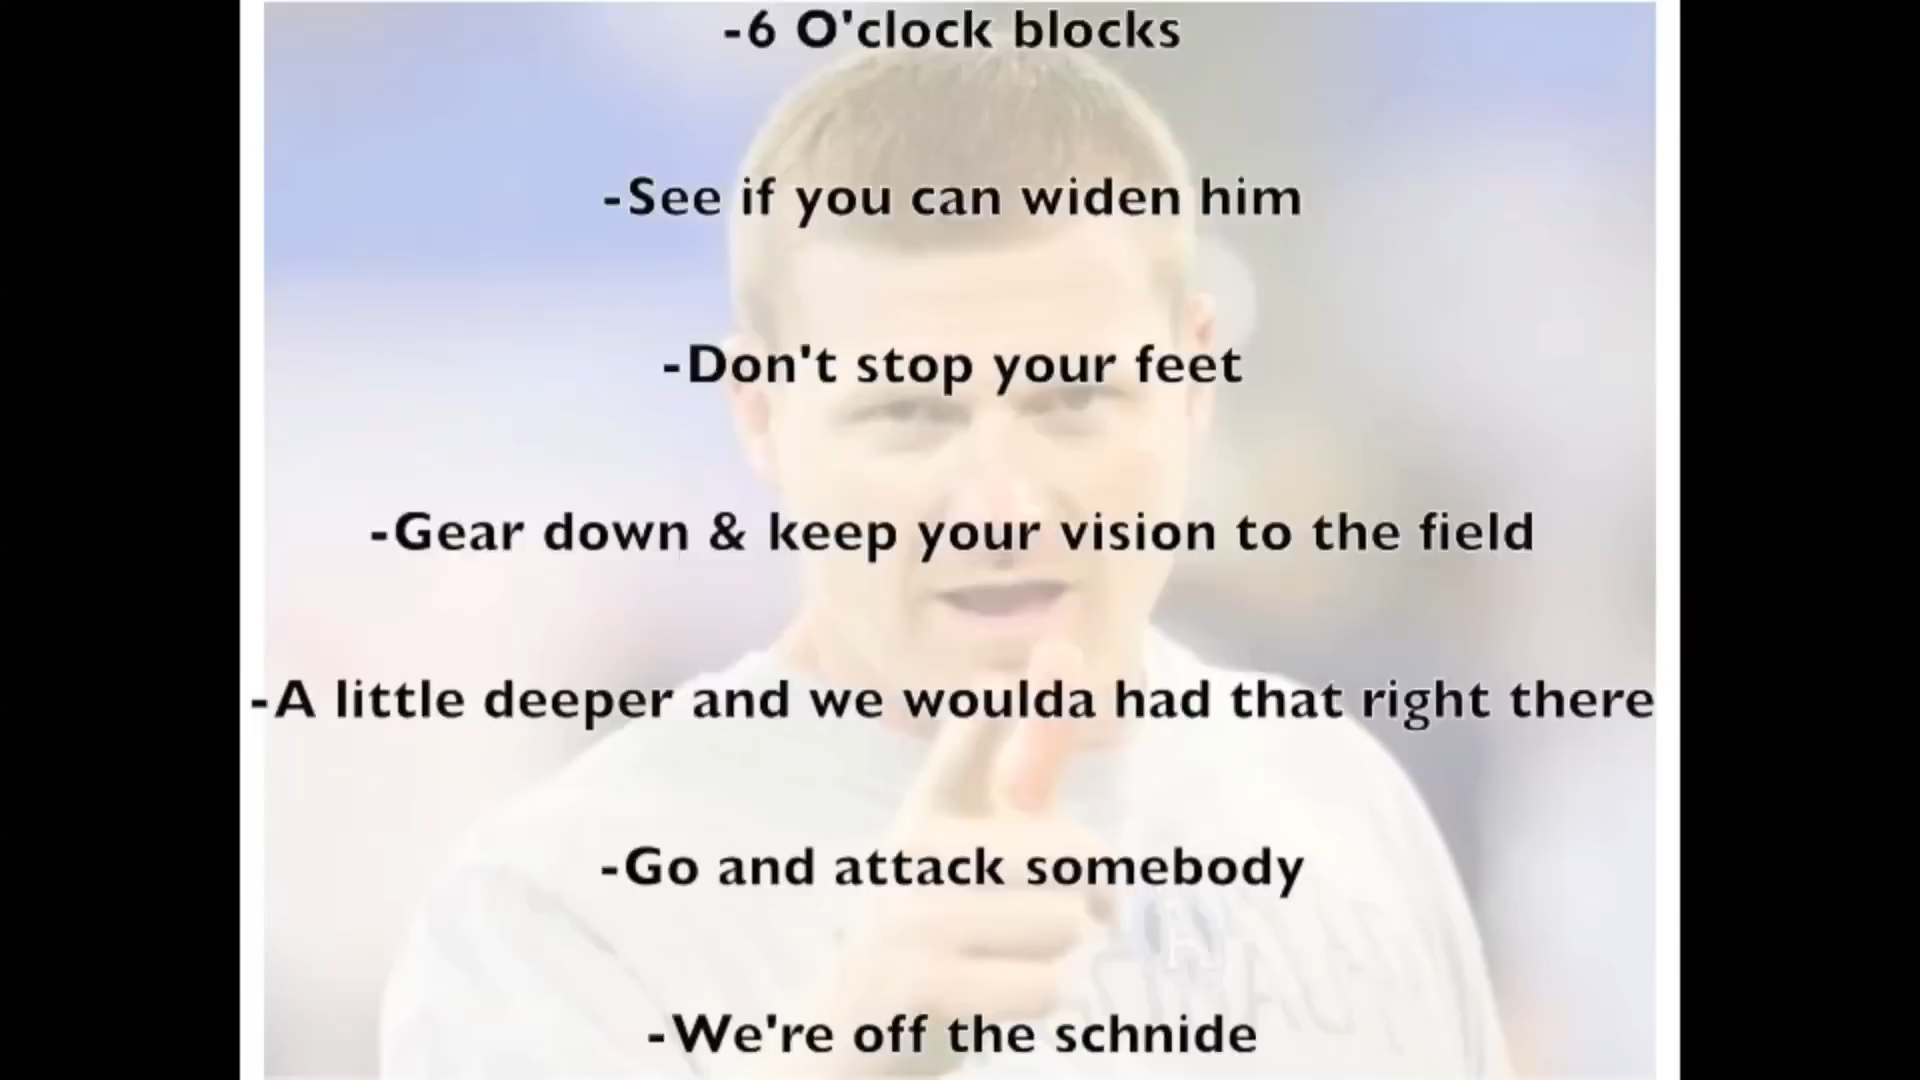 -6 O'clock blocks
-See if you can widen him
-Don't stop your feet
-Gear down & keep your vision to the field
-A little deeper and we woulda had that right there
-Go and attack somebody
-We're off the schnide